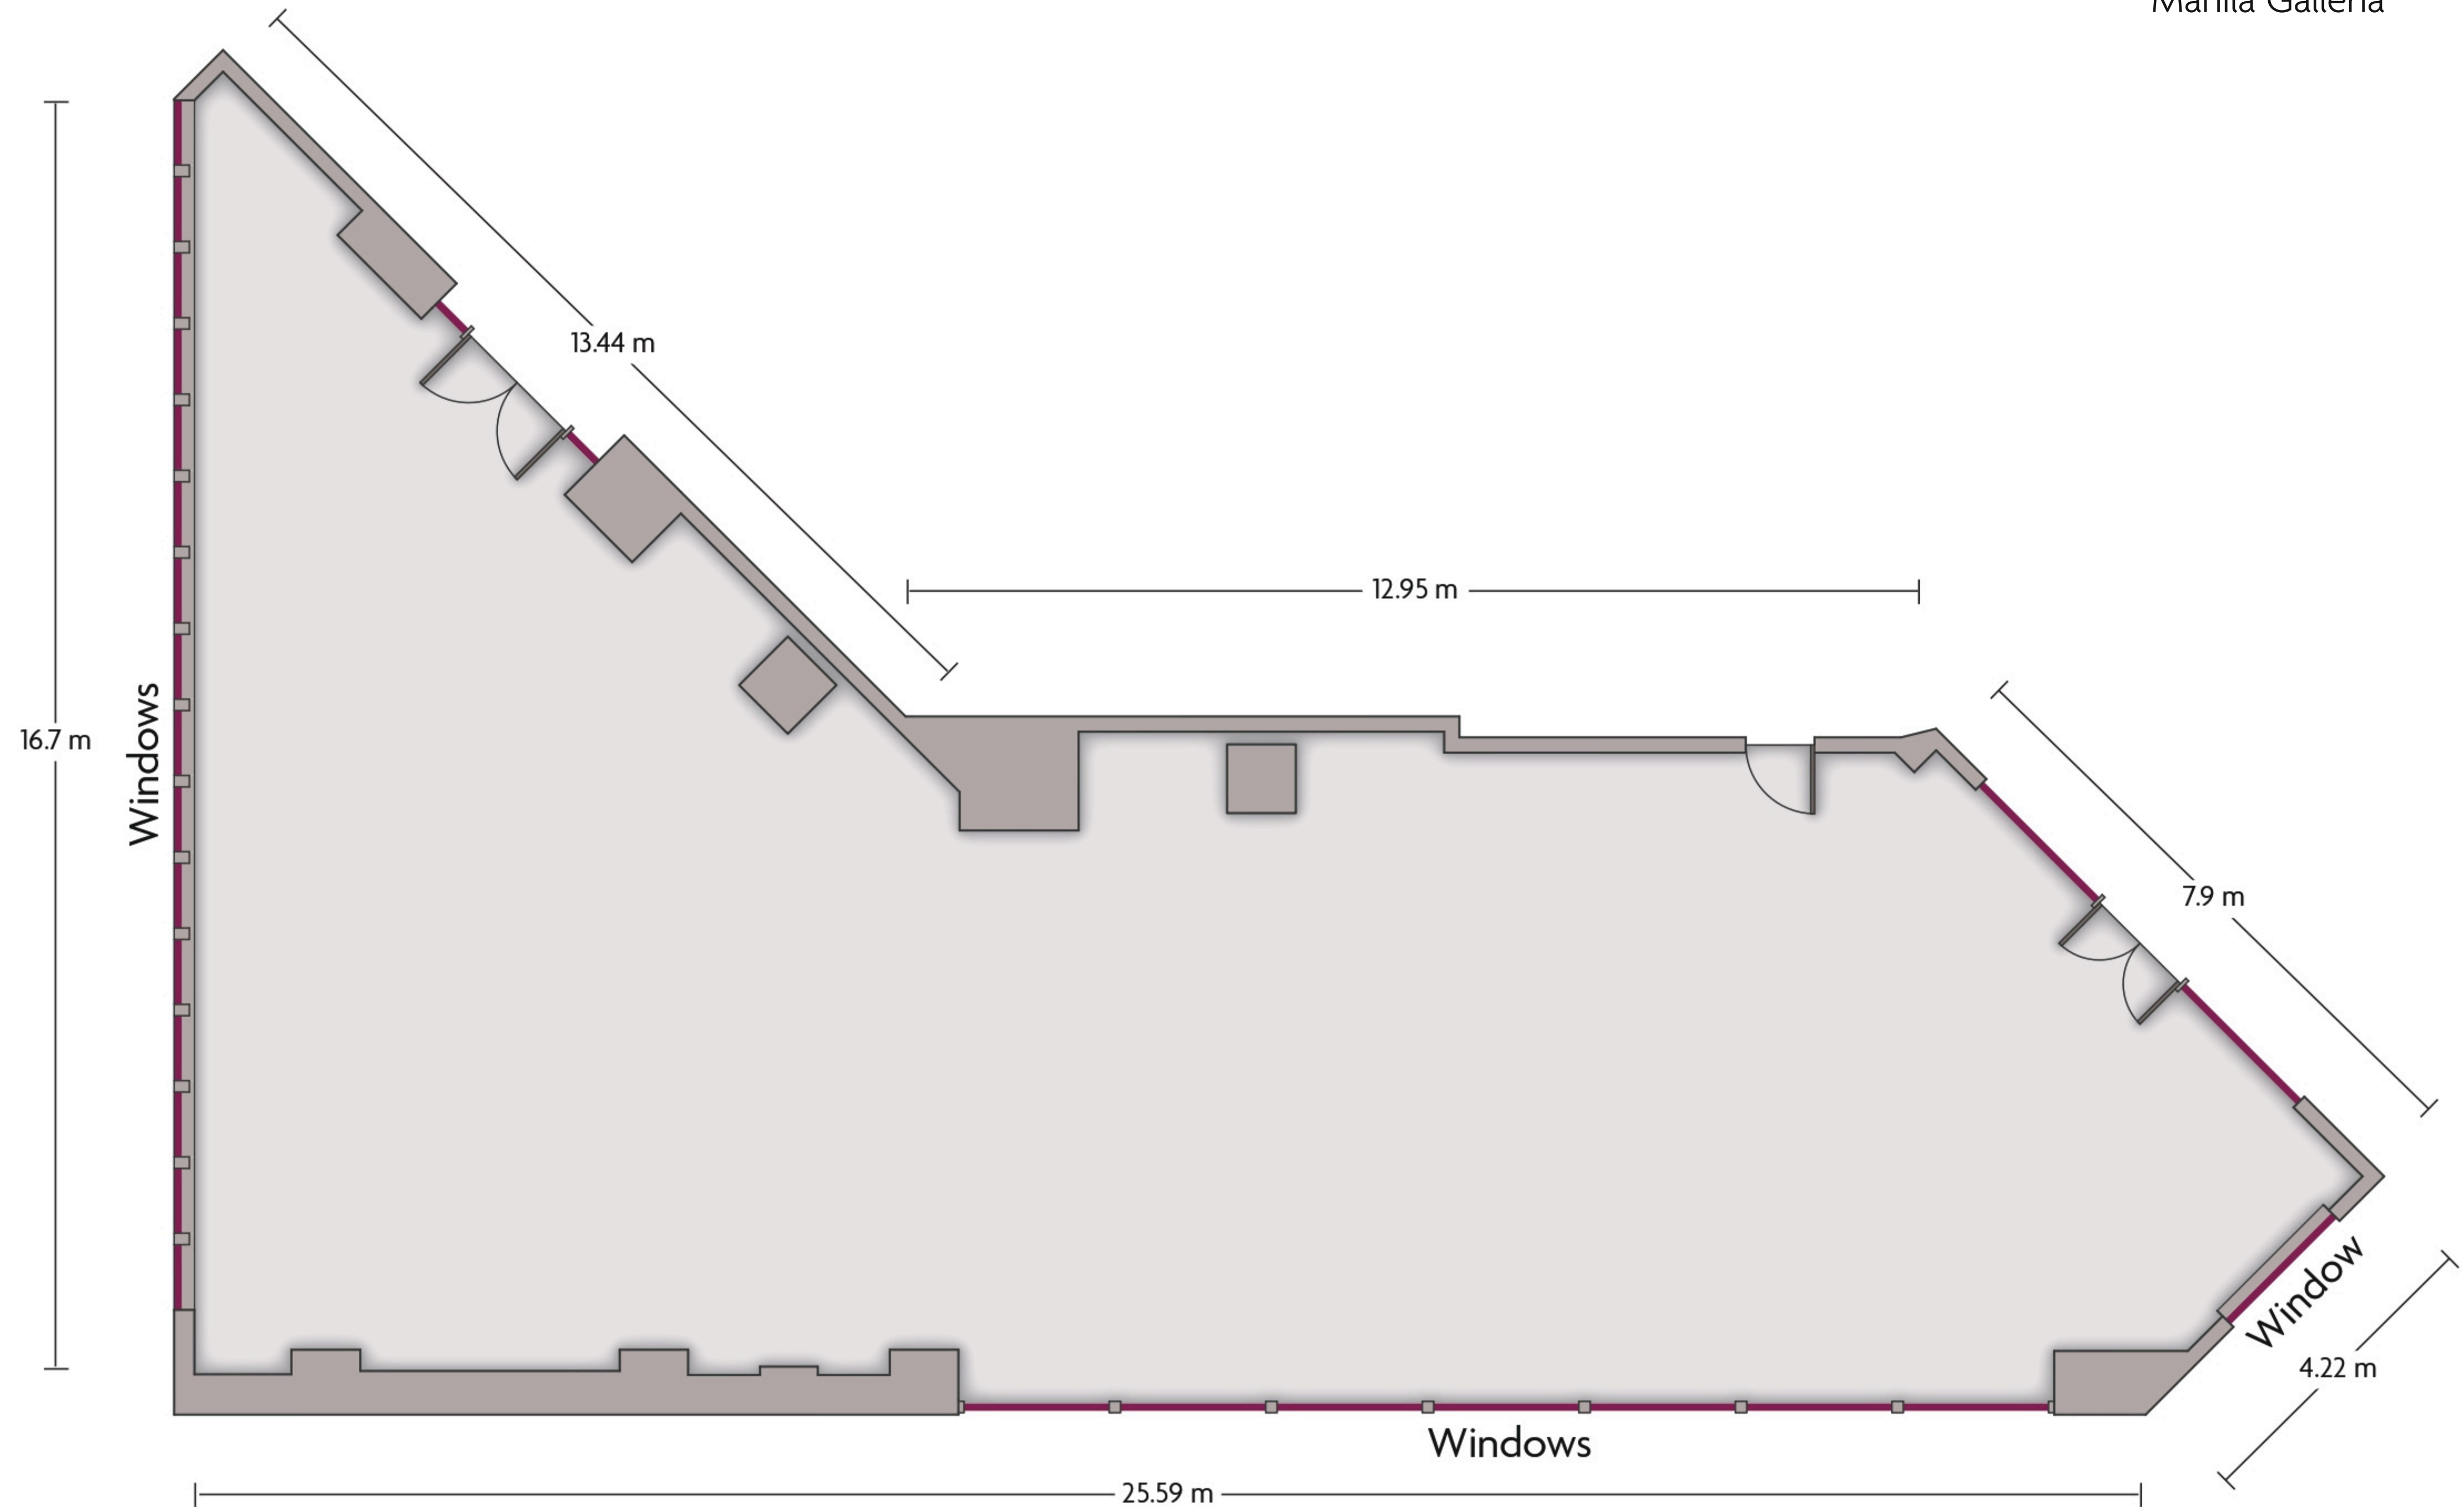 Manila Galleria
13.44 m
12.95 m
16.7 m
Windows
7.9 m
Window
4.22 m
Windows
25.59 m